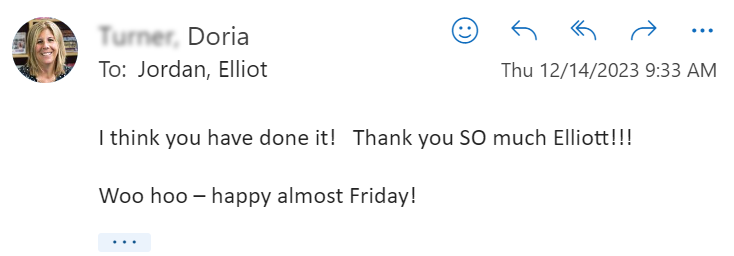 Doria
To: Jordan, Elliot
Thu 12/14/2023 9:33 AM
I think you have done it! Thank you SO much Elliott!!!
Woo hoo – happy almost Friday!